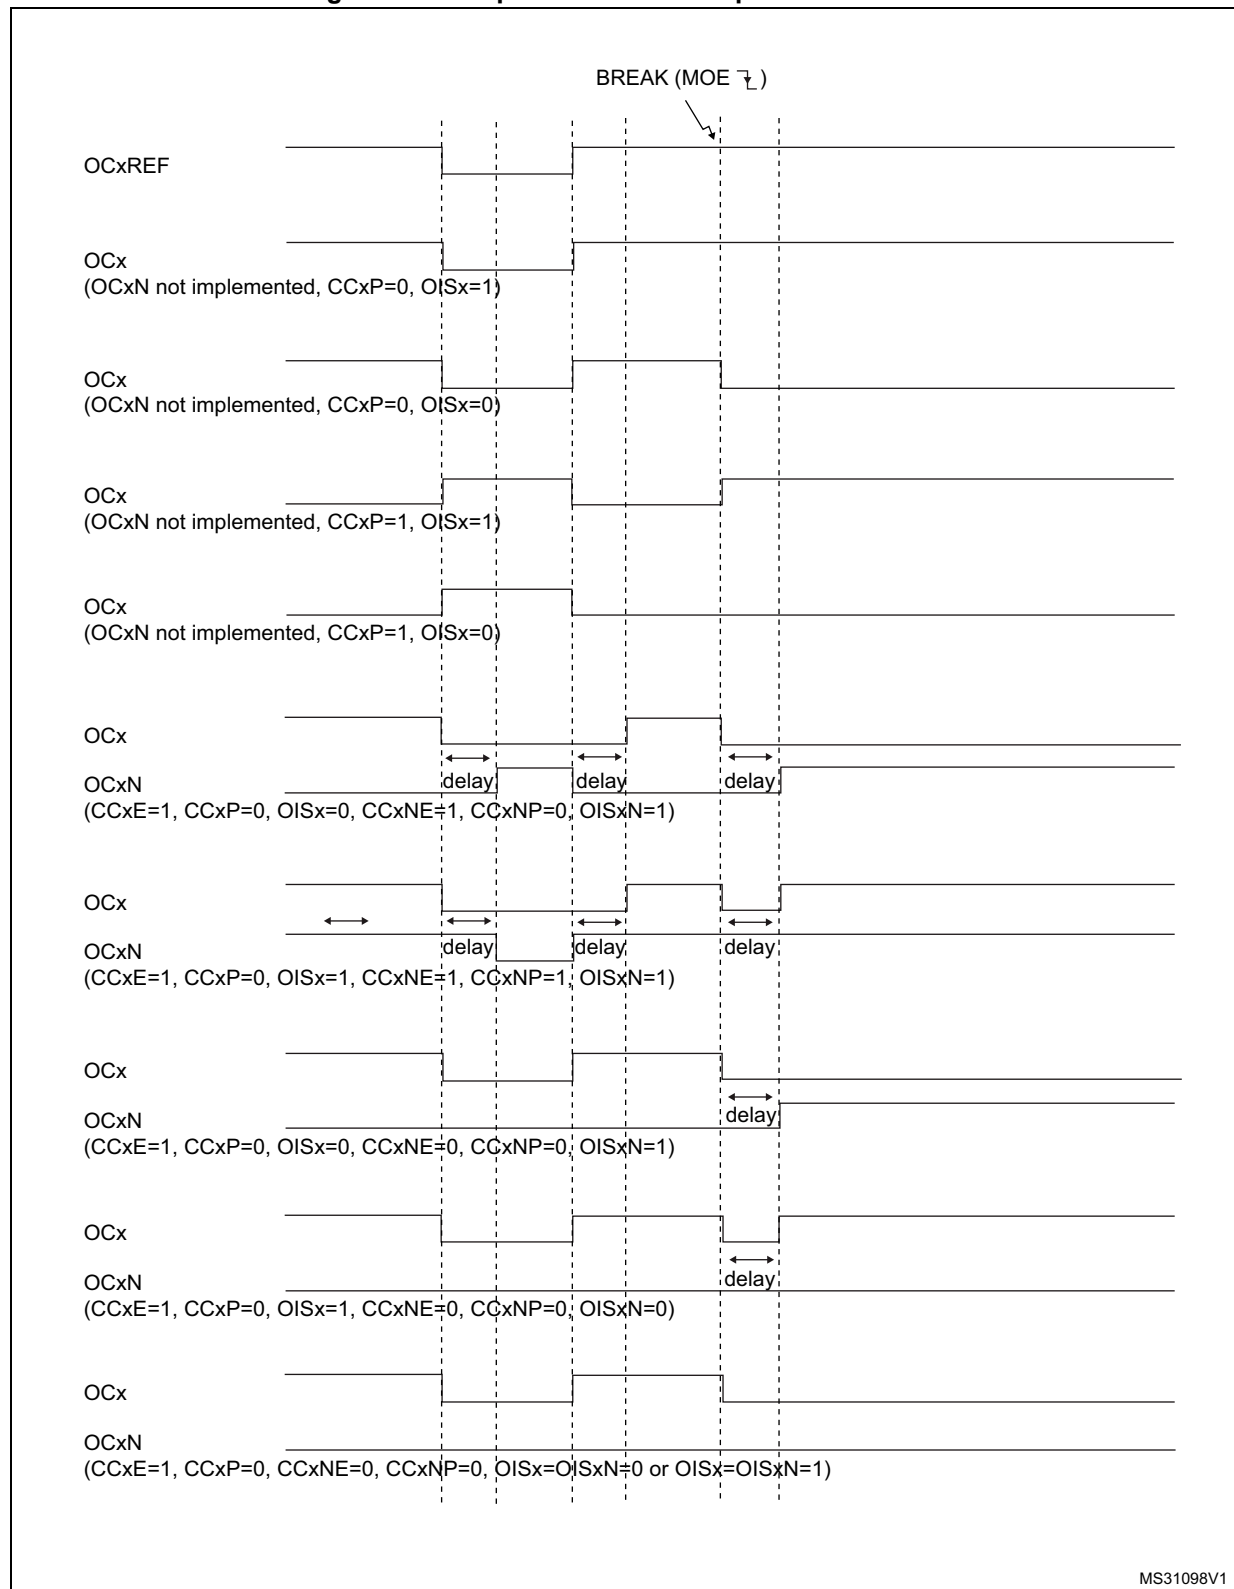 BREAK (MOE )
OCxREF
OCx
(OCxN not implemented, CCxP=0, OISx=1)
OCx
(OCxN not implemented, CCxP=0, OISx=0)
OCx
(OCxN not implemented, CCxP=1, OISx=1)
OCx
(OCxN not implemented, CCxP=1, OISx=0)
OCx
delay delay delay
OCxN
(CCxE=1, CCxP=0, OISx=0, CCxNE=1, CCxNP=0, OISxN=1)
OCx
delay delay delay
OCxN
(CCxE=1, CCxP=0, OISx=1, CCxNE=1, CCxNP=1, OISxN=1)
OCx
delay
OCxN
(CCxE=1, CCxP=0, OISx=0, CCxNE=0, CCxNP=0, OISxN=1)
OCx
delay
OCxN
(CCxE=1, CCxP=0, OISx=1, CCxNE=0, CCxNP=0, OISxN=0)
OCx
OCxN
(CCxE=1, CCxP=0, CCxNE=0, CCxNP=0, OISx=OISxN=0 or OISx=OISxN=1)
MS31098V1